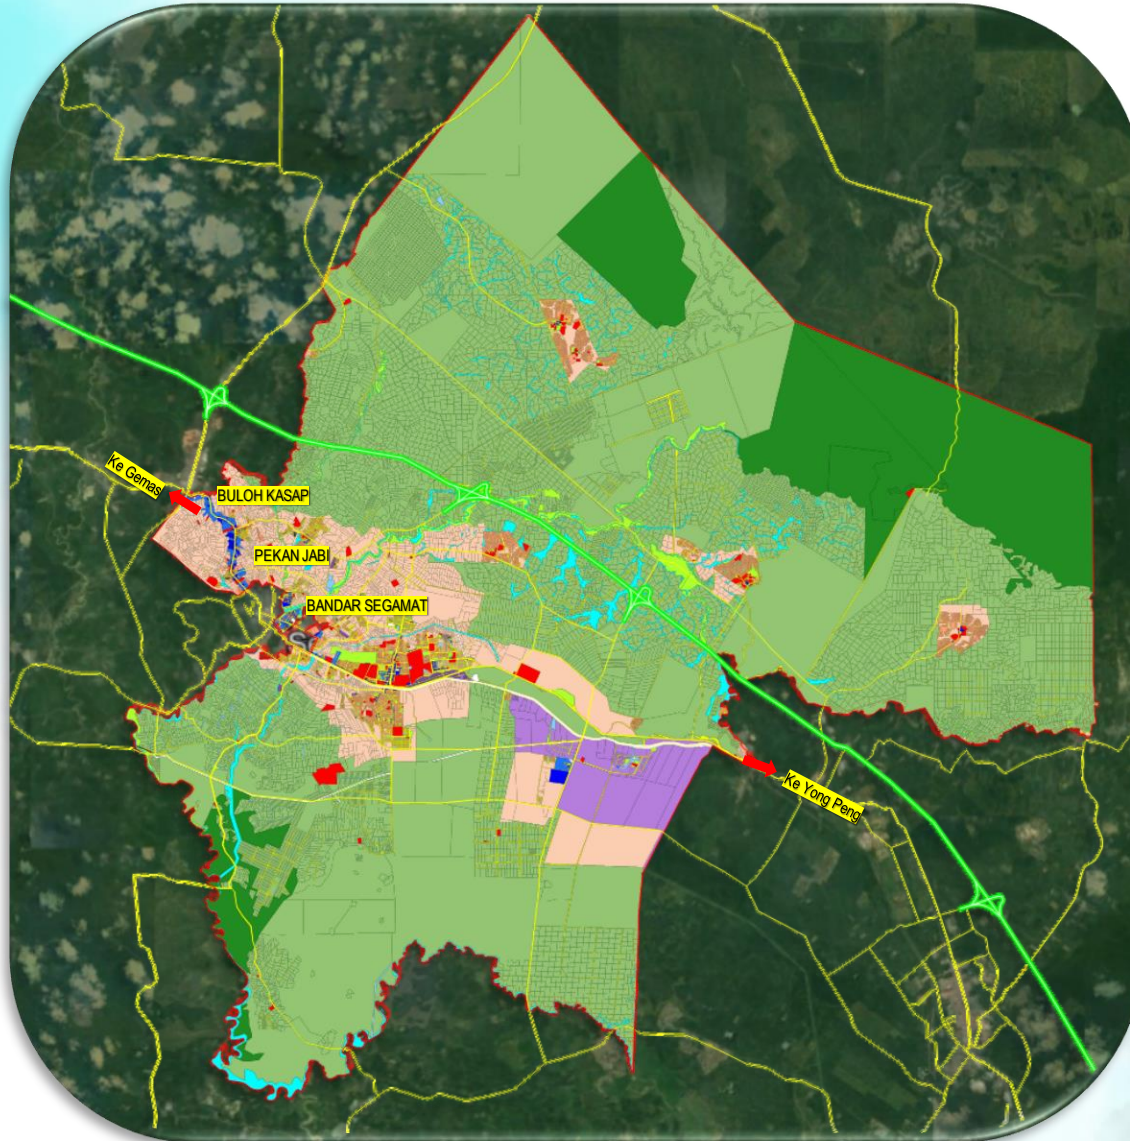 Ke Gemas
BULOH KASAP
PEKAN JABI
BANDAR SEGAMAT
Ke Yong Peng